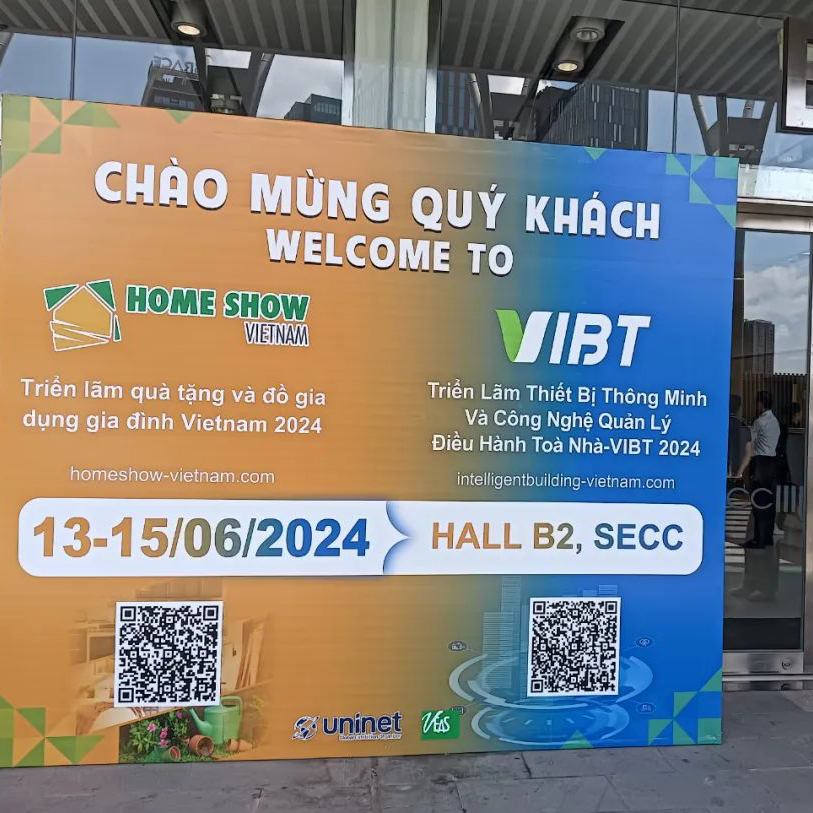 CHÀO MỪNG QUÝ KHÁCH
WELCOME TO
HOME SHOW
VIETNAM
Triển lãm quà tặng và đồ gia
dụng gia đình Vietnam 2024
homeshow-vietnam.com
VIBT
Triển Lãm Thiết Bị Thông Minh
Và Công Nghệ Quản Lý
Điều Hành Toà Nhà-VIBT 2024
intelligentbuilding-vietnam.com
13-15/06/2024
HALL B2, SECC
uninet
VEAS